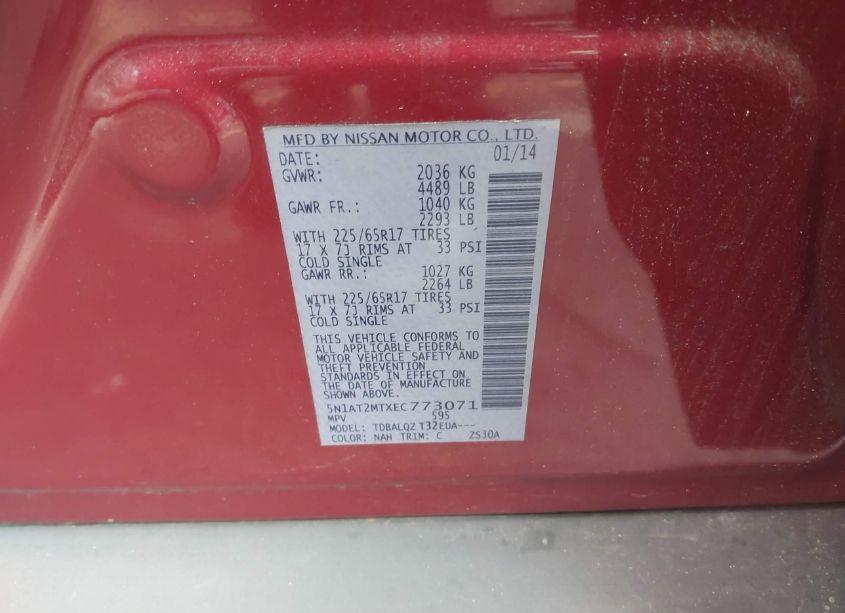 MFD BY NISSAN MOTOR CO., LTD.
DATE: 01/14
GVWR: 2036 KG
4489 LB
GAWR FR.: 1040 KG
2293 LB
WITH 225/65R17 TIRES
17 X 7J RIMS AT 33 PSI
COLD SINGLE
GAWR RR.: 1027 KG
2264 LB
WITH 225/65R17 TIRES
17 X 7J RIMS AT 33 PSI
COLD SINGLE
THIS VEHICLE CONFORMS TO
ALL APPLICABLE FEDERAL
MOTOR VEHICLE SAFETY AND
THEFT PREVENTION
STANDARDS IN EFFECT ON
THE DATE OF MANUFACTURE
SHOWN ABOVE.
5N1AT2MTXEC773071
MPV 595
MODEL: TDBALQZ T32EUA---
COLOR: NAH TRIM: C ZS30A